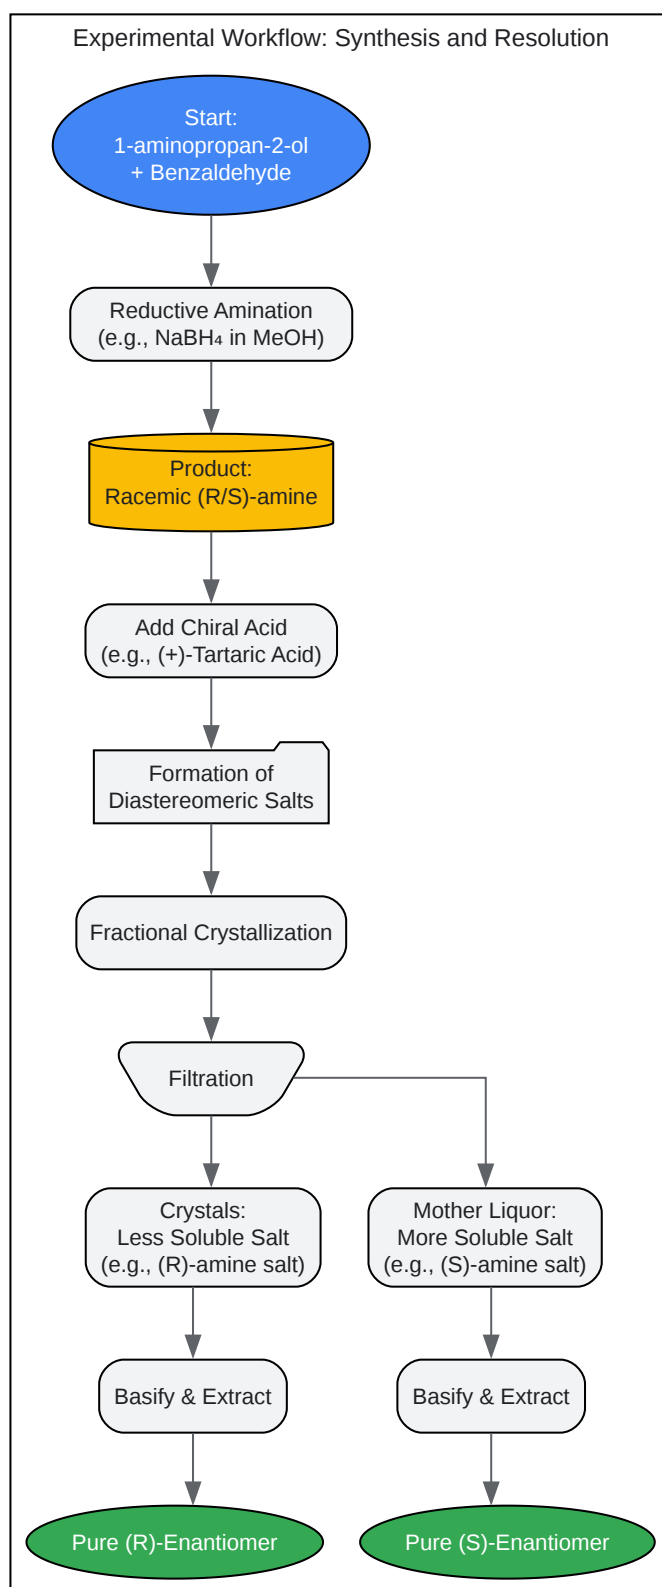 Experimental Workflow: Synthesis and Resolution
Start:
1-aminopropan-2-ol
+ Benzaldehyde
Reductive Amination
(e.g., NaBH₄ in MeOH)
Product:
Racemic (R/S)-amine
Add Chiral Acid
(e.g., (+)-Tartaric Acid)
Formation of
Diastereomeric Salts
Fractional Crystallization
Filtration
Crystals:
Less Soluble Salt
(e.g., (R)-amine salt)
Mother Liquor:
More Soluble Salt
(e.g., (S)-amine salt)
Basify & Extract
Basify & Extract
Pure (R)-Enantiomer
Pure (S)-Enantiomer